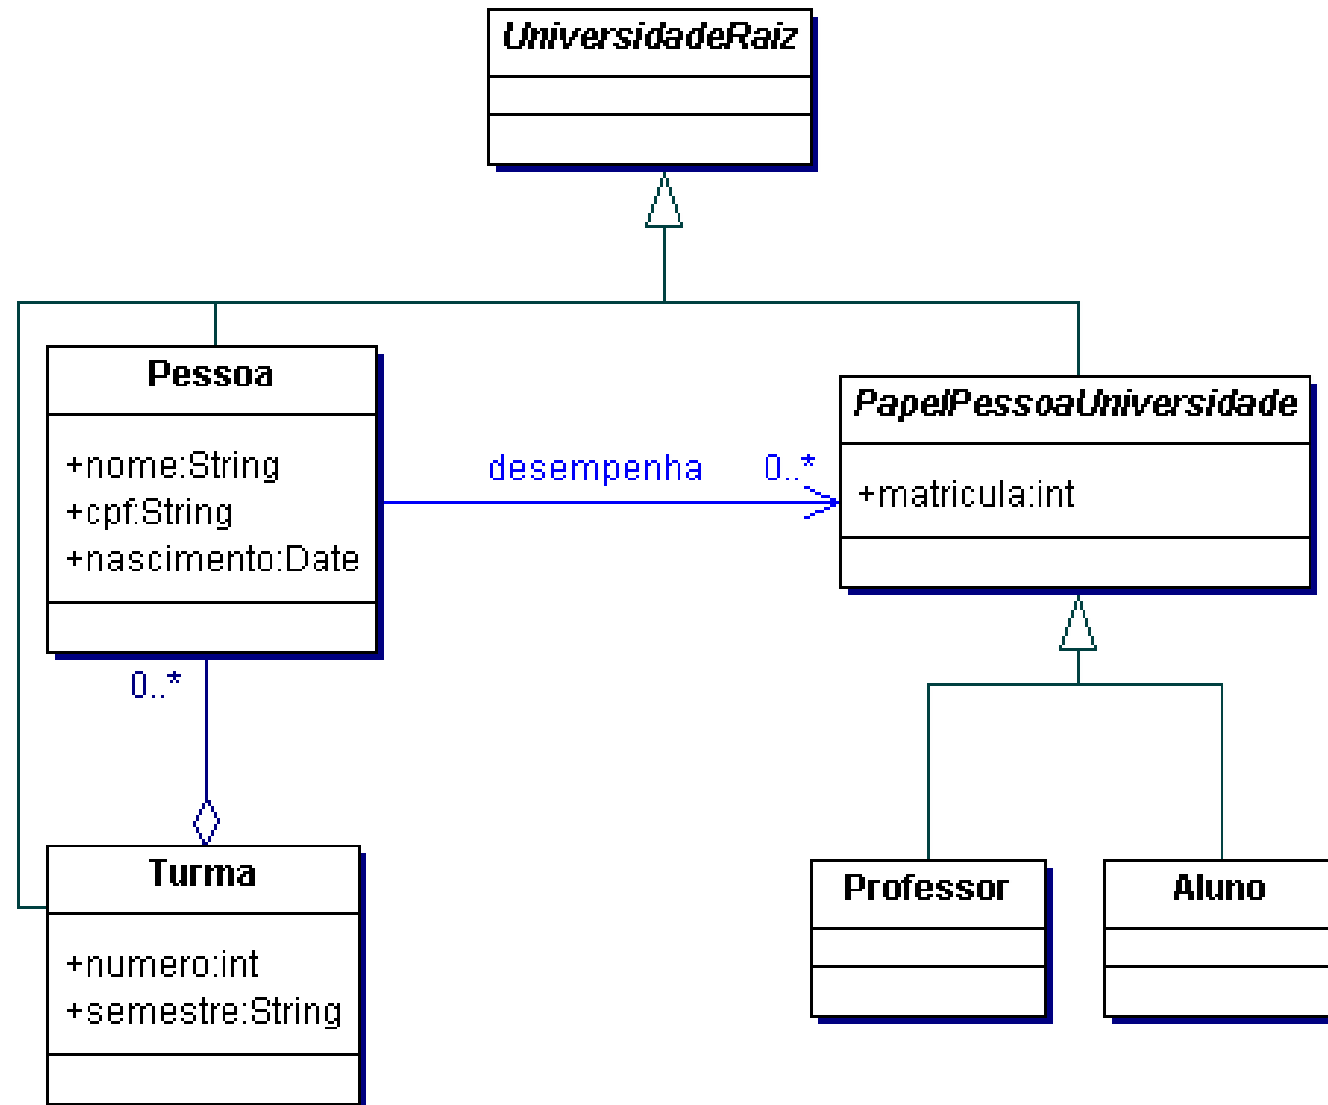 UniversidadeRaiz
Pessoa
+nome:String
+cpf:String
+nascimento:Date
desempenha
0..*
PapelPessoaUniversidade
+matricula:int
0..*
Turma
+numero:int
+semestre:String
Professor
Aluno